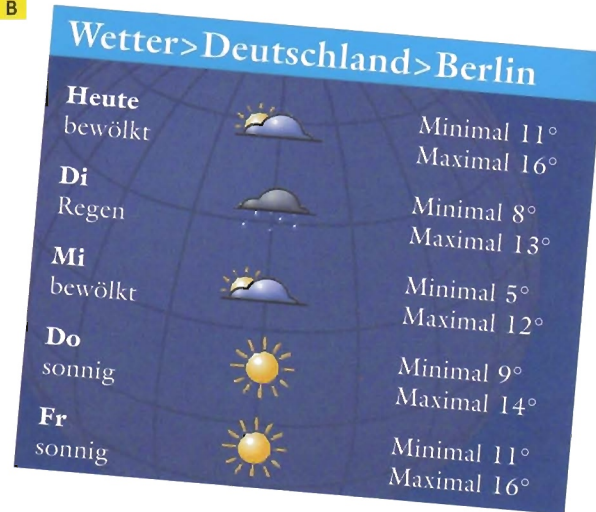 B
Wetter>Deutschland>Berlin
Heute
bewölkt
Minimal 11°
Maximal 16°
Di
Regen
Minimal 8°
Maximal 13°
Mi
bewölkt
Minimal 5°
Maximal 12°
Do
sonnig
Minimal 9°
Maximal 14°
Fr
sonnig
Minimal 11°
Maximal 16°